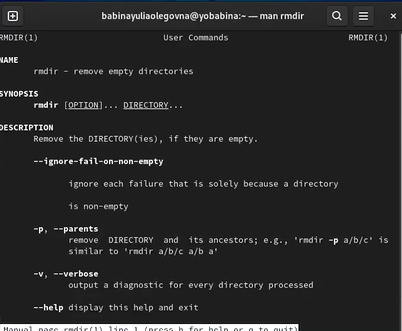 babinayuliaolegovna@yobabina:~ — man rmdir
RMDIR(1) User Commands RMDIR(1)
NAME
rmdir - remove empty directories
SYNOPSIS
rmdir [OPTION]... DIRECTORY...
DESCRIPTION
Remove the DIRECTORY(ies), if they are empty.
--ignore-fail-on-non-empty
ignore each failure that is solely because a directory
is non-empty
-p, --parents
remove DIRECTORY and its ancestors; e.g., 'rmdir -p a/b/c' is
similar to 'rmdir a/b/c a/b a'
-v, --verbose
output a diagnostic for every directory processed
--help display this help and exit
Manual page rmdir(1) line 1 (press h for help or q to quit)